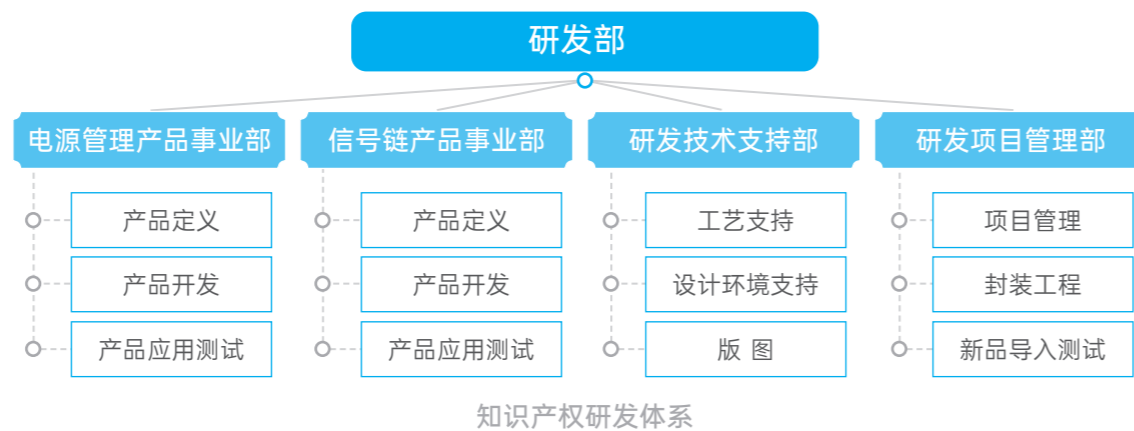 研发部
电源管理产品事业部
产品定义
产品开发
产品应用测试
信号链产品事业部
产品定义
产品开发
产品应用测试
研发技术支持部
工艺支持
设计环境支持
版 图
研发项目管理部
项目管理
封装工程
新品导入测试
知识产权研发体系